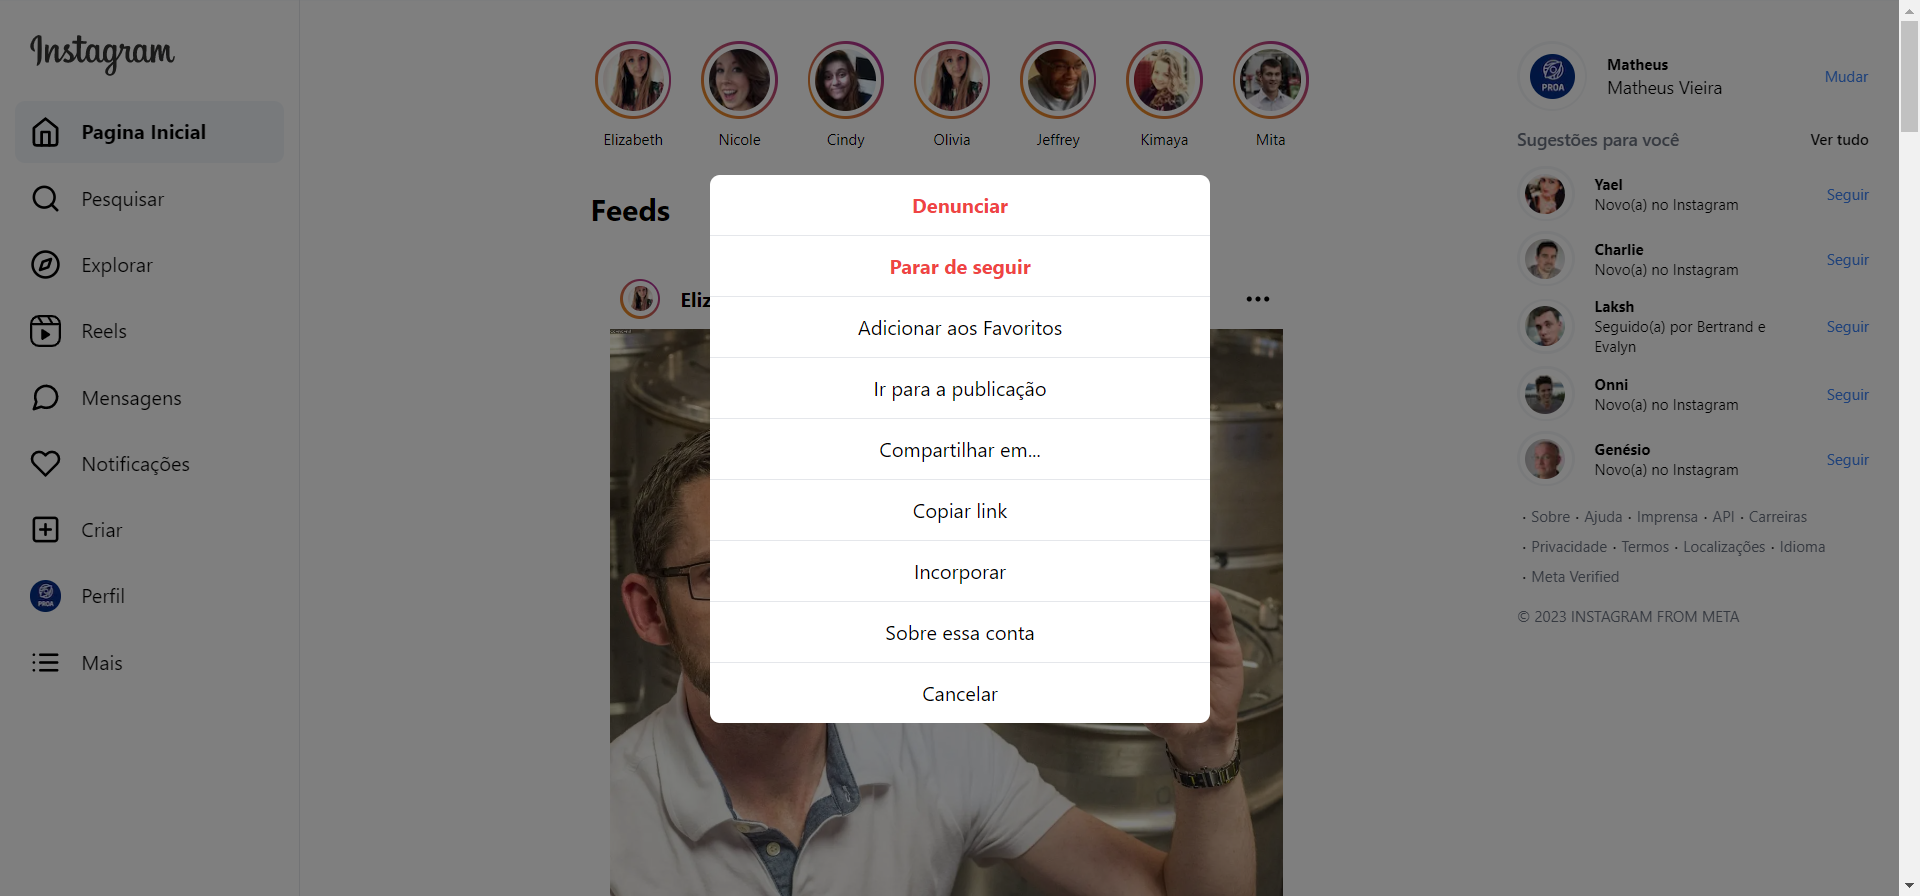 Instagram
Pagina Inicial
Pesquisar
Explorar
Reels
Mensagens
Notificações
Criar
PROA
Perfil
Mais
Elizabeth
Nicole
Cindy
Olivia
Jeffrey
Kimaya
Mita
Feeds
Eliz
Denunciar
Parar de seguir
Adicionar aos Favoritos
Ir para a publicação
Compartilhar em...
Copiar link
Incorporar
Sobre essa conta
Cancelar
PROA
Matheus
Matheus Vieira
Mudar
Sugestões para você
Ver tudo
Yael
Novo(a) no Instagram
Seguir
Charlie
Novo(a) no Instagram
Seguir
Laksh
Seguido(a) por Bertrand e
Evalyn
Seguir
Onni
Novo(a) no Instagram
Seguir
Genésio
Novo(a) no Instagram
Seguir
· Sobre · Ajuda · Imprensa · API · Carreiras
· Privacidade · Termos · Localizações · Idioma
· Meta Verified
© 2023 INSTAGRAM FROM META